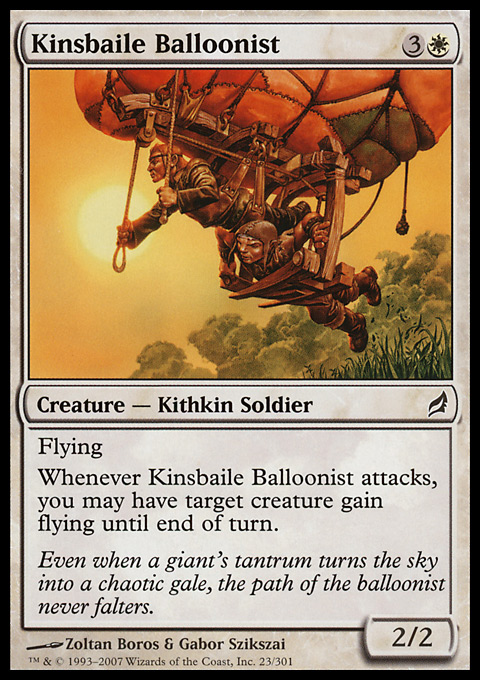 Kinsbaile Balloonist 3
Creature — Kithkin Soldier
Flying
Whenever Kinsbaile Balloonist attacks,
you may have target creature gain
flying until end of turn.
Even when a giant's tantrum turns the sky
into a chaotic gale, the path of the balloonist
never falters.
Zoltan Boros & Gabor Szikszai
2/2
™ & © 1993–2007 Wizards of the Coast, Inc. 23/301